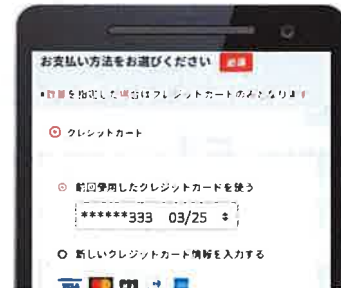 お支払い方法をお選びください 必須
を指定した場合はクレジットカードのみとなります
クレジットカード
前回使用したクレジットカードを使う
******333 03/25
新しいクレジットカード情報を入力する